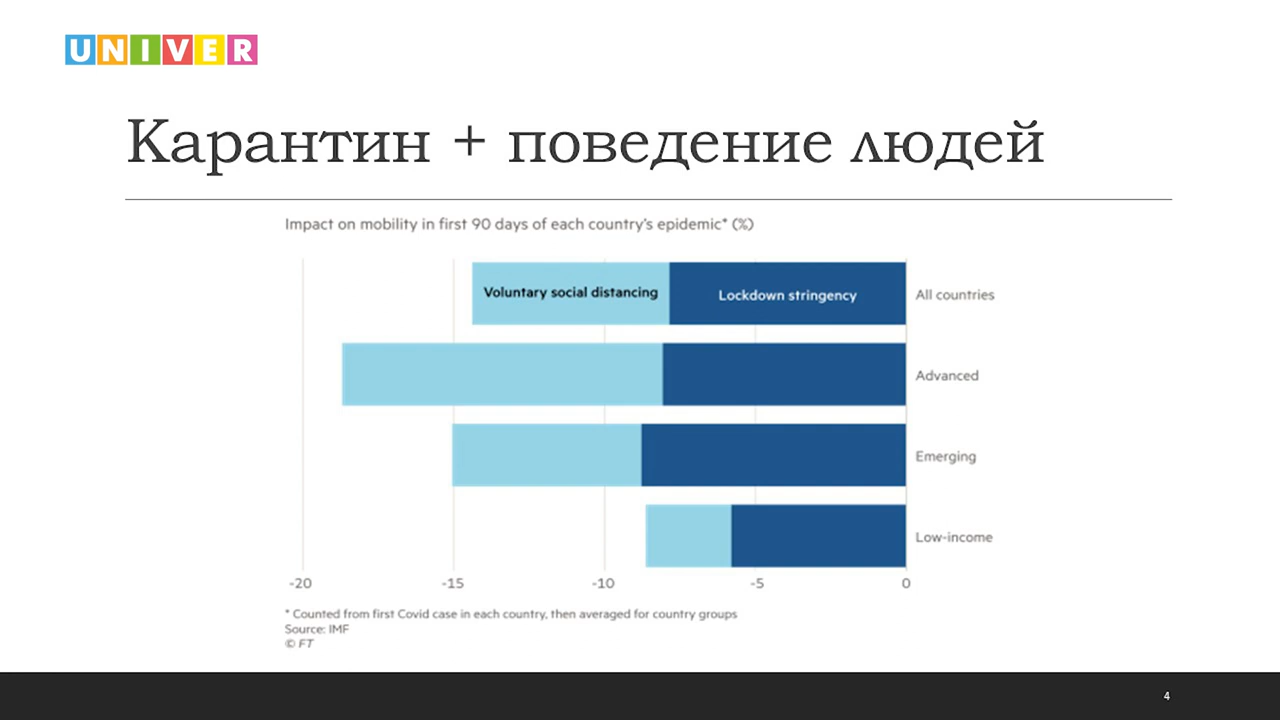 UNIVER
Карантин + поведение людей
Impact on mobility in first 90 days of each country's epidemic* (%)
Voluntary social distancing
Lockdown stringency
All countries
Advanced
Emerging
Low-income
-20 -15 -10 -5 0
* Counted from first Covid case in each country, then averaged for country groups
Source: IMF
© FT
4